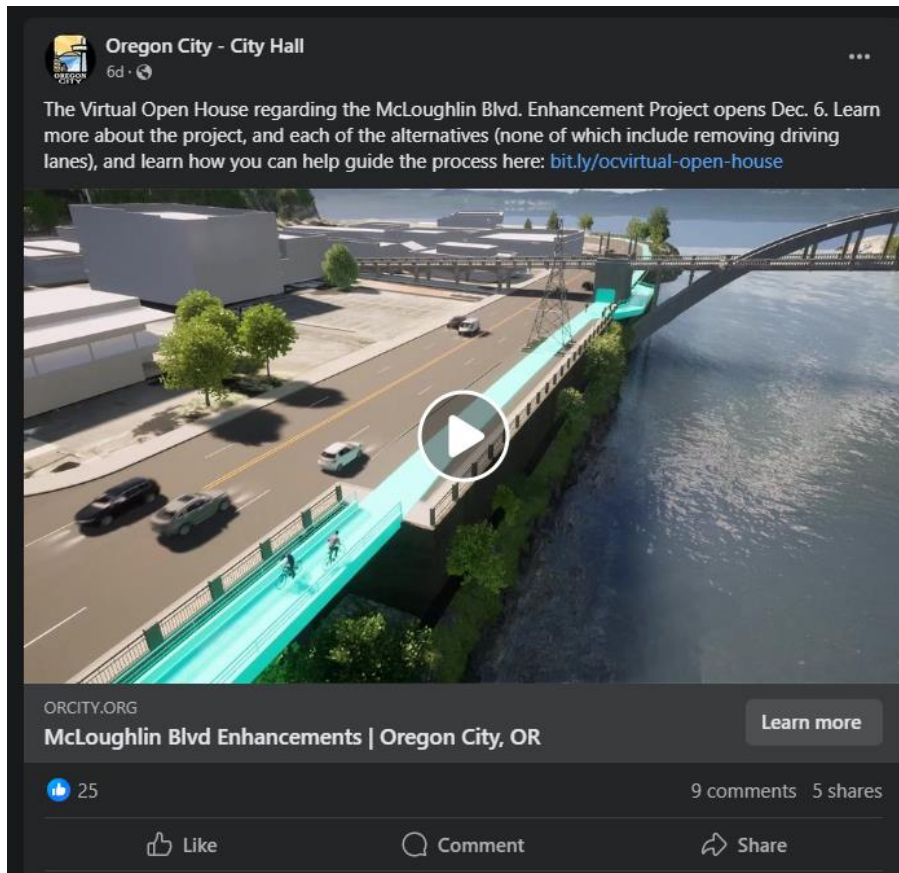 Oregon City - City Hall
6d ·
The Virtual Open House regarding the McLoughlin Blvd. Enhancement Project opens Dec. 6. Learn
more about the project, and each of the alternatives (none of which include removing driving
lanes), and learn how you can help guide the process here: bit.ly/ocvirtual-open-house
ORCITY.ORG
McLoughlin Blvd Enhancements | Oregon City, OR
Learn more
25
9 comments 5 shares
Like
Comment
Share
OREGON
CITY